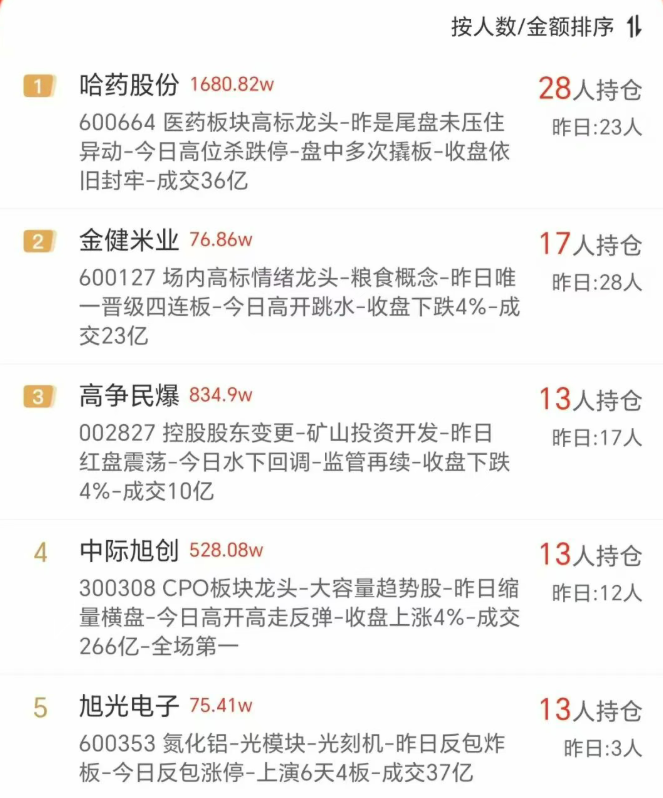 按人数/金额排序
1 哈药股份 1680.82w 28人持仓
600664 医药板块高标龙头-昨是尾盘未压住 昨日:23人
异动-今日高位杀跌停-盘中多次撬板-收盘依
旧封牢-成交36亿
2 金健米业 76.86w 17人持仓
600127 场内高标情绪龙头-粮食概念-昨日唯 昨日:28人
一晋级四连板-今日高开跳水-收盘下跌4%-成
交23亿
3 高争民爆 834.9w 13人持仓
002827 控股股东变更-矿山投资开发-昨日 昨日:17人
红盘震荡-今日水下回调-监管再续-收盘下跌
4%-成交10亿
4 中际旭创 528.08w 13人持仓
300308 CPO板块龙头-大容量趋势股-昨日缩 昨日:12人
量横盘-今日高开高走反弹-收盘上涨4%-成交
266亿-全场第一
5 旭光电子 75.41w 13人持仓
600353 氮化铝-光模块-光刻机-昨日反包炸 昨日:3人
板-今日反包涨停-上演6天4板-成交37亿